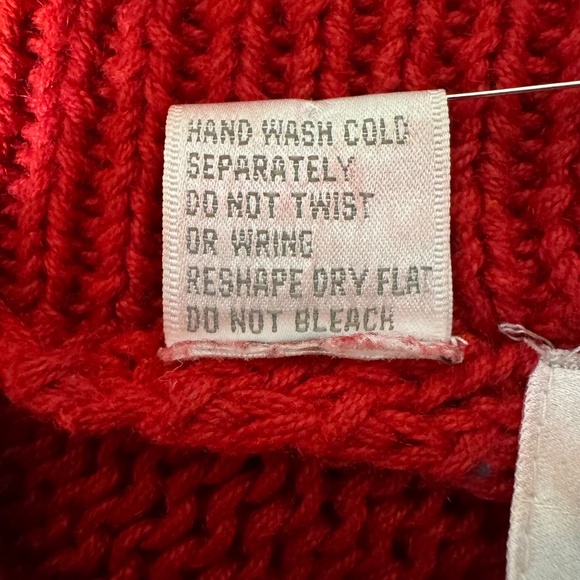 HAND WASH COLD
SEPARATELY
DO NOT TWIST
OR WRING
RESHAPE DRY FLAT
DO NOT BLEACH